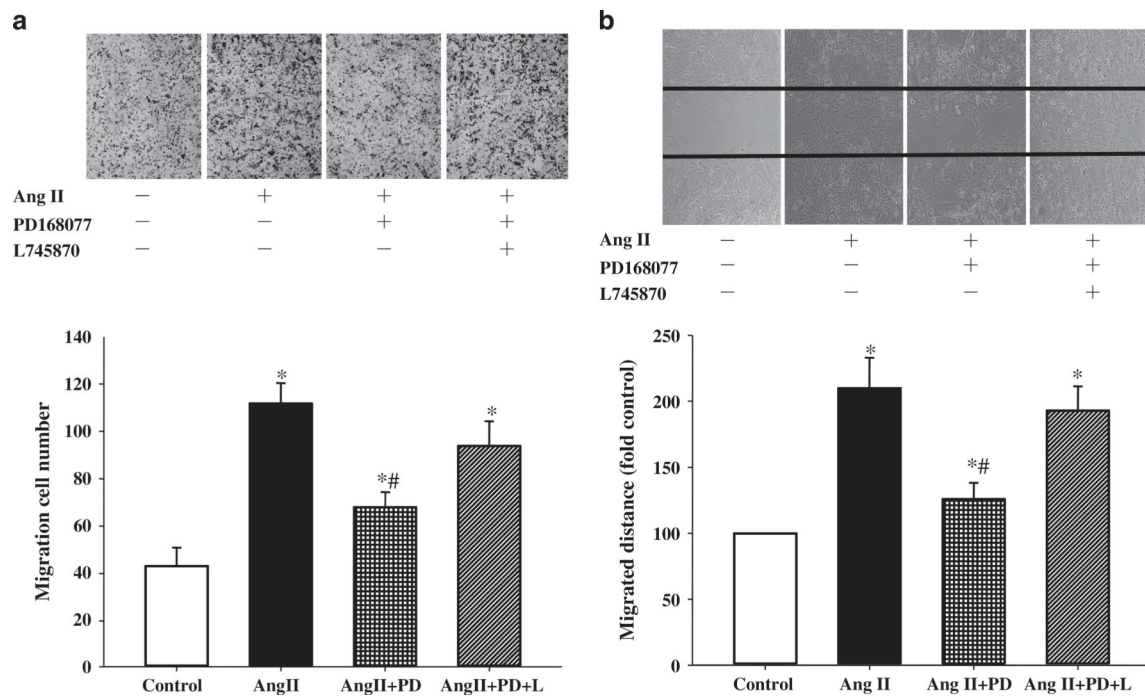 a
Ang II − + + +
PD168077 − − + +
L745870 − − − +
Migration cell number
140
120
100
80
60
40
20
0
*
*#
*
Control AngII AngII+PD AngII+PD+L
b
Ang II − + + +
PD168077 − − + +
L745870 − − − +
Migrated distance (fold control)
250
200
150
100
50
0
*
*#
*
Control Ang II Ang II+PD Ang II+PD+L